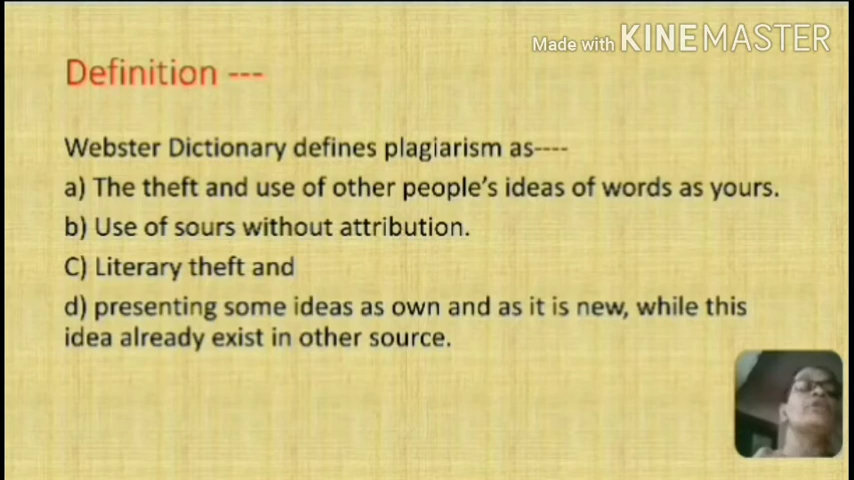 Made with KINEMASTER
Definition ---
Webster Dictionary defines plagiarism as----
a) The theft and use of other people's ideas of words as yours.
b) Use of sours without attribution.
C) Literary theft and
d) presenting some ideas as own and as it is new, while this
idea already exist in other source.